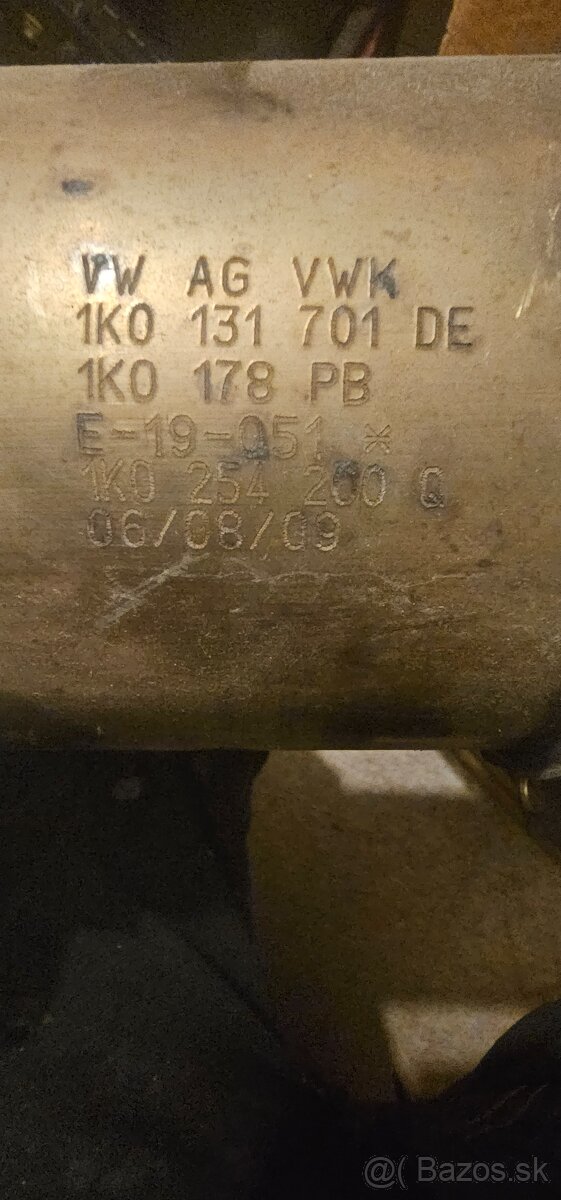 VW AG VWK
1K0 131 701 DE
1K0 178 PB
E-19-051 *
1K0 254 200 Q
06/08/09
@( Bazos.sk